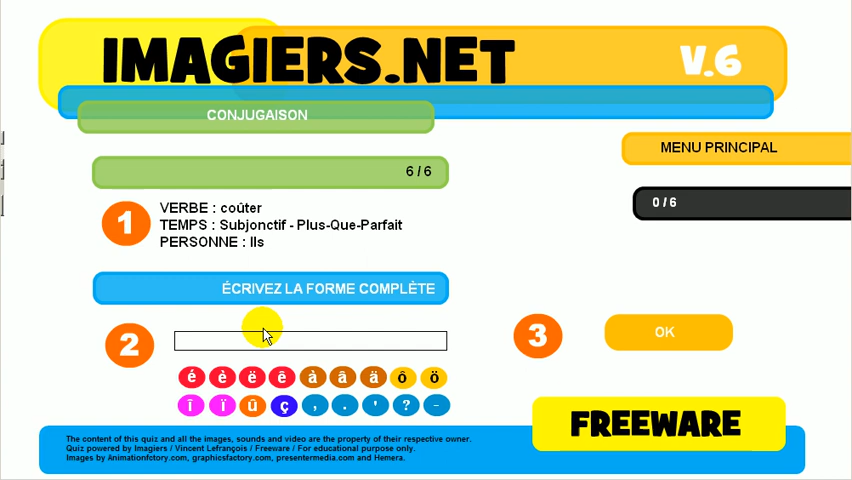 IMAGIERS.NET
V.6
CONJUGAISON
MENU PRINCIPAL
6 / 6
0 / 6
1
VERBE : coûter
TEMPS : Subjonctif - Plus-Que-Parfait
PERSONNE : Ils
ÉCRIVEZ LA FORME COMPLÈTE
2
3
OK
é è ë ê à â ä ô ö
î ï û ç , . ' ? -
FREEWARE
The content of this quiz and all the images, sounds and video are the property of their respective owner.
Quiz powered by Imagiers / Vincent Lefrançois / Freeware / For educational purpose only.
Images by Animationfctory.com, graphicsfactory.com, presentermedia.com and Hemera.